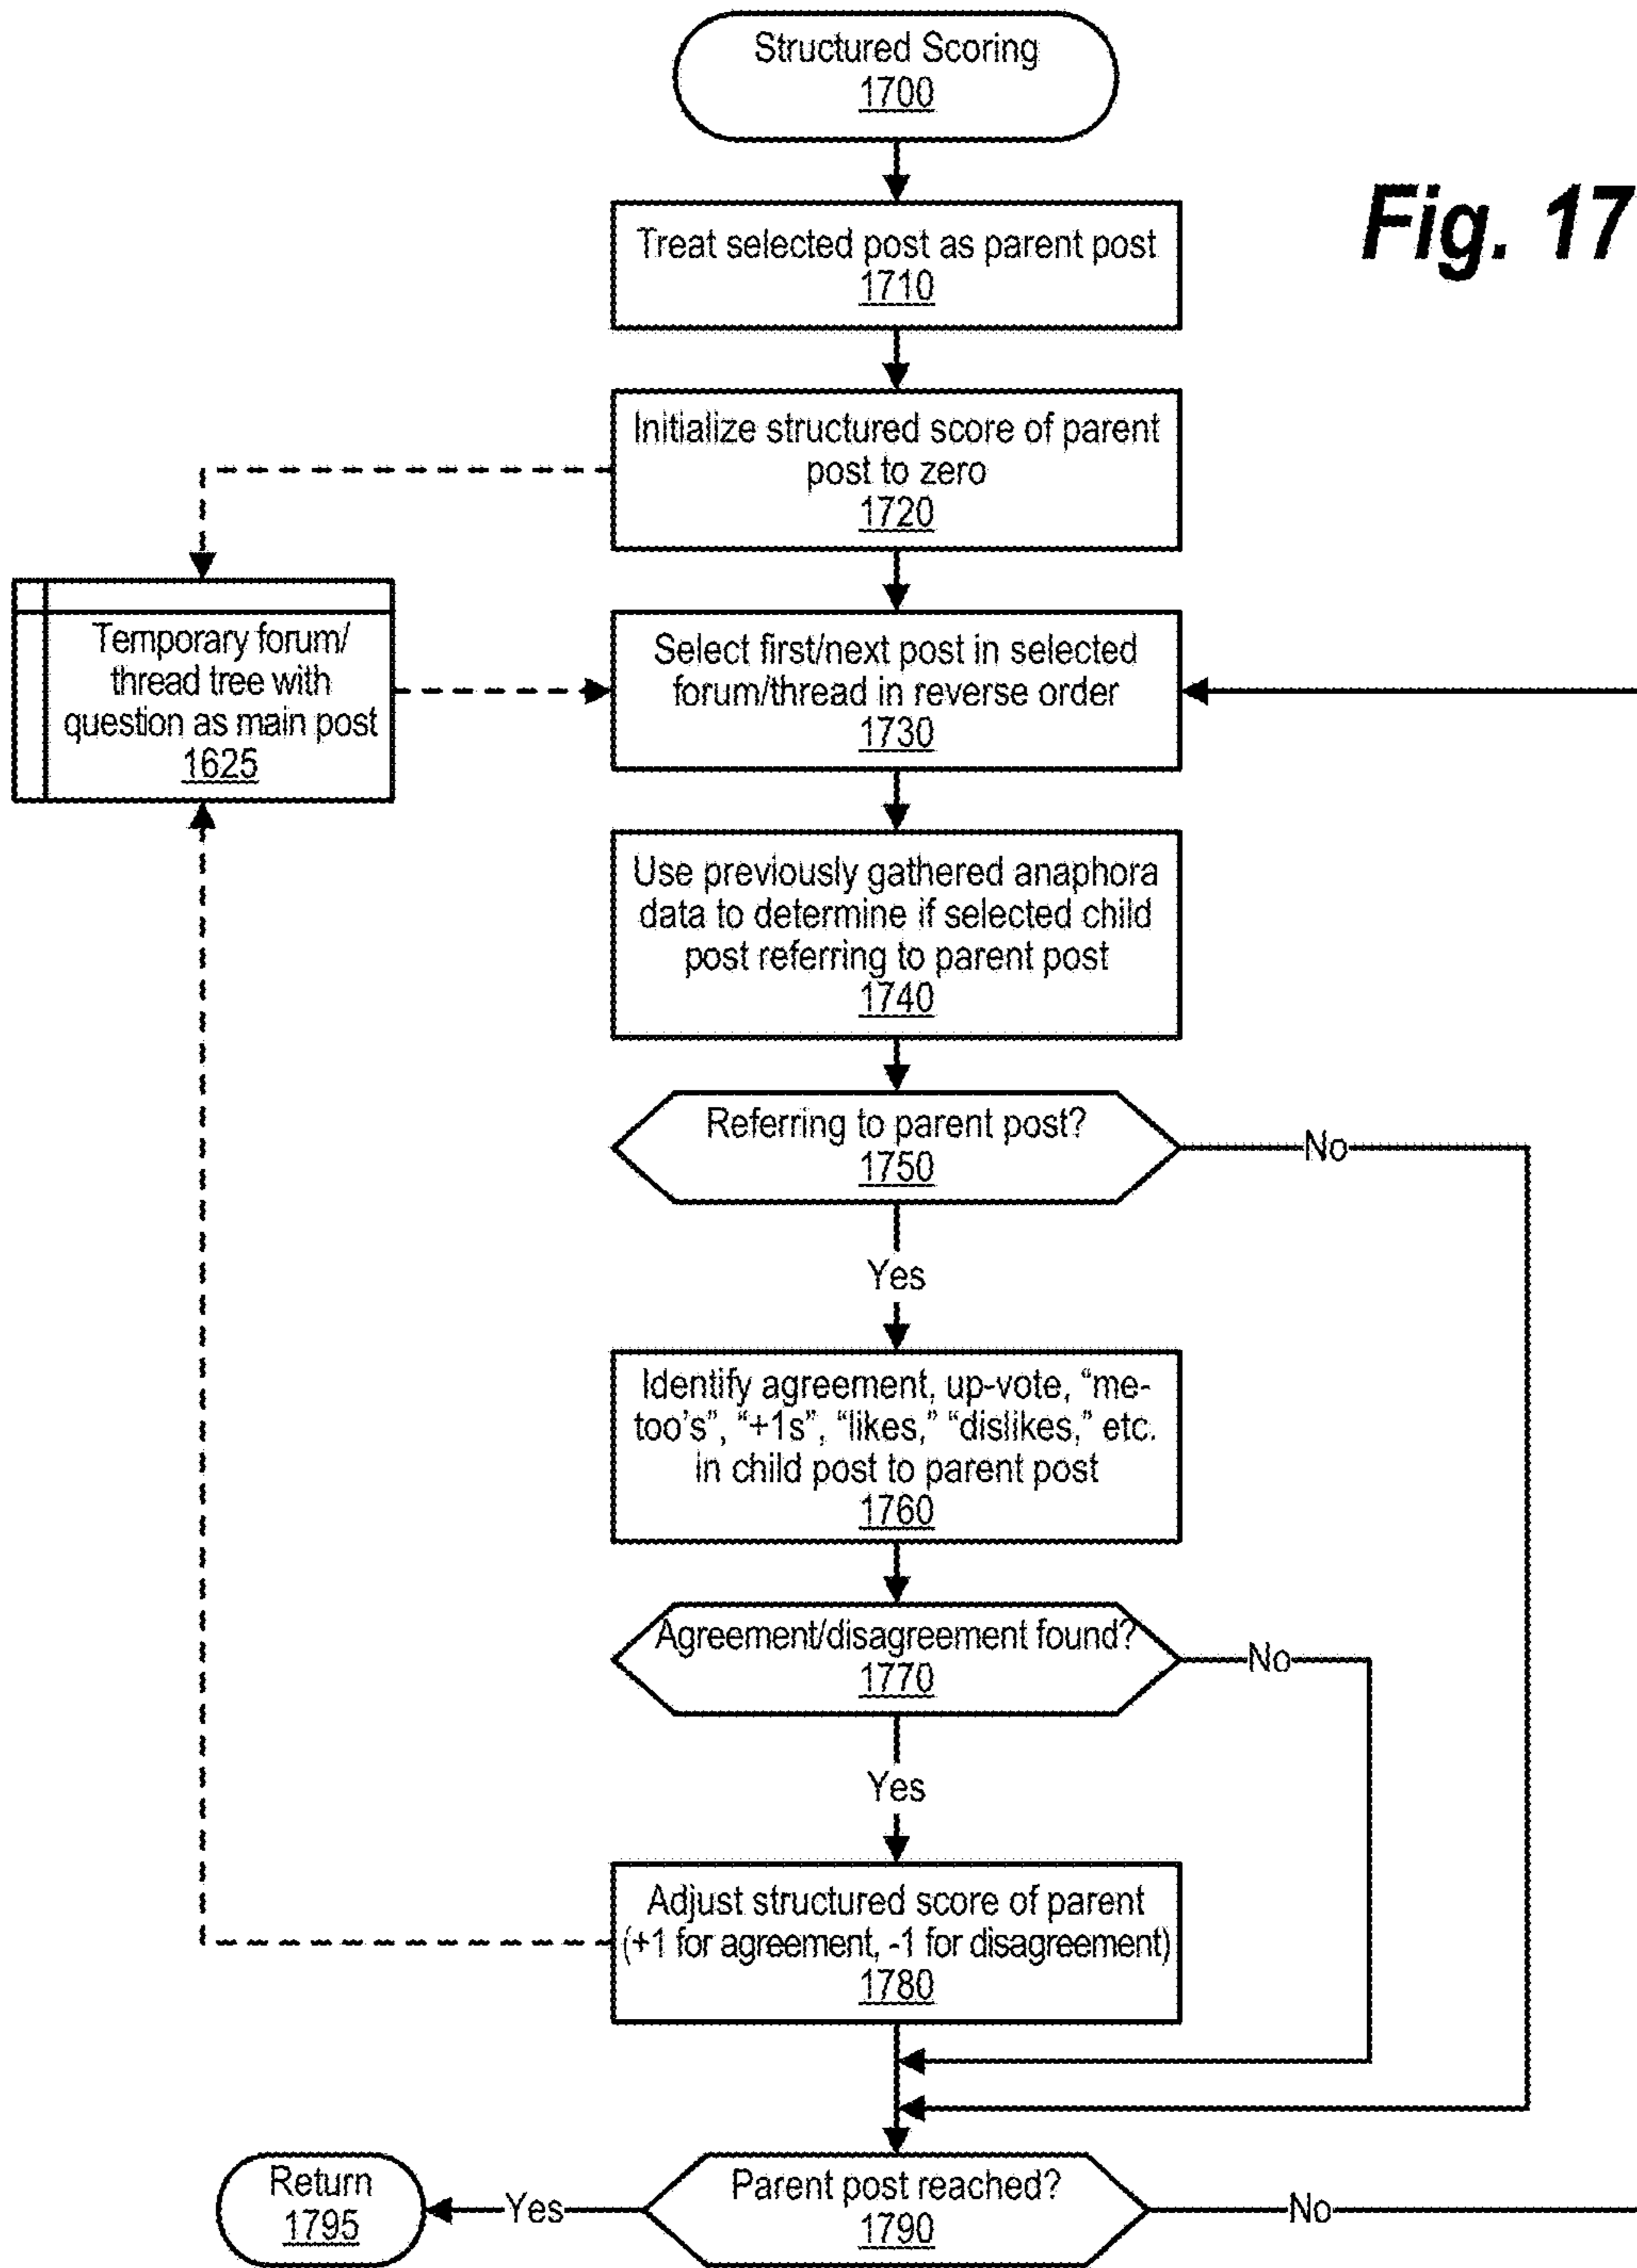 Structured Scoring
1700
Fig. 17
Treat selected post as parent post
1710
Initialize structured score of parent
post to zero
1720
Temporary forum/
thread tree with
question as main post
1625
Select first/next post in selected
forum/thread in reverse order
1730
Use previously gathered anaphora
data to determine if selected child
post referring to parent post
1740
Referring to parent post?
1750
No
Yes
Identify agreement, up-vote, “me-
too’s”, “+1s”, “likes,” “dislikes,” etc.
in child post to parent post
1760
Agreement/disagreement found?
1770
No
Yes
Adjust structured score of parent
(+1 for agreement, -1 for disagreement)
1780
Return
1795
Yes
Parent post reached?
1790
No